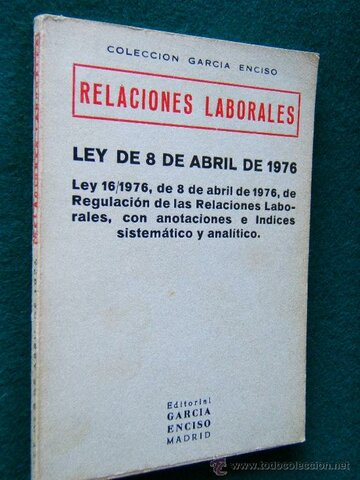 COLECCION GARCIA ENCISO
RELACIONES LABORALES
LEY DE 8 DE ABRIL DE 1976
Ley 16/1976, de 8 de abril de 1976, de
Regulación de las Relaciones Labo-
rales, con anotaciones e Indices
sistemático y analítico.
Editorial
GARCIA
ENCISO
MADRID
© www.todocoleccion.net